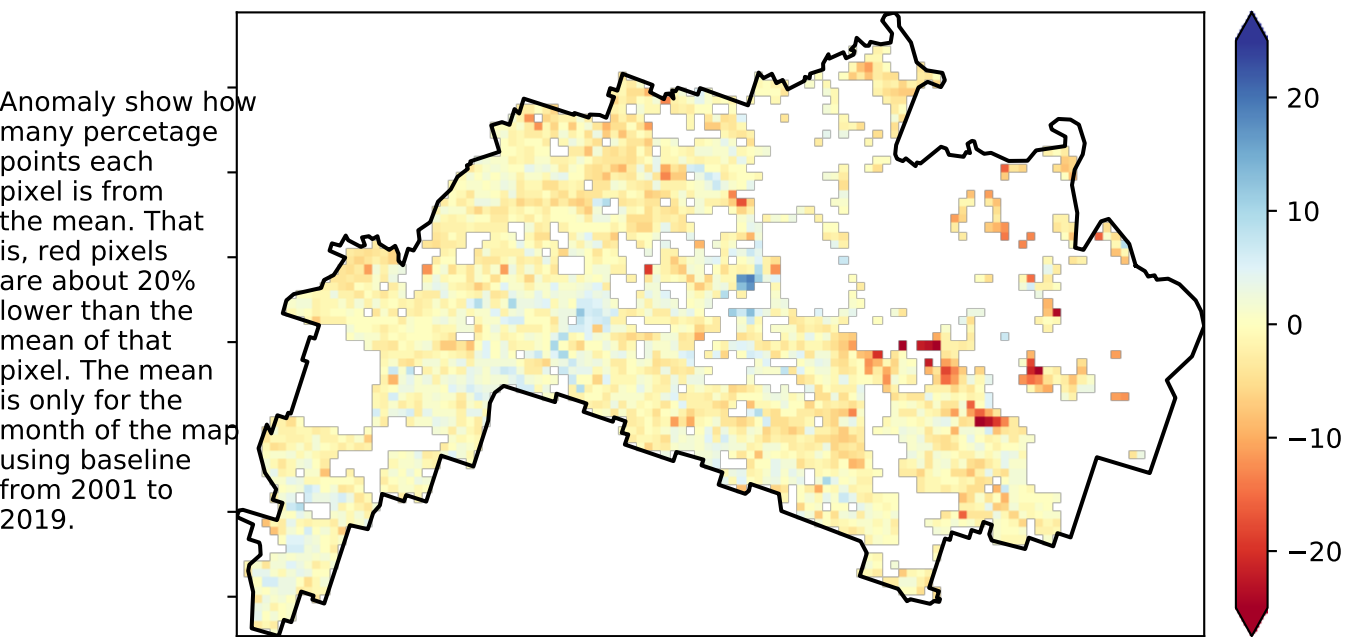 Anomaly show how
many percetage
points each
pixel is from
the mean. That
is, red pixels
are about 20%
lower than the
mean of that
pixel. The mean
is only for the
month of the map
using baseline
from 2001 to
2019.
20
10
0
−10
−20